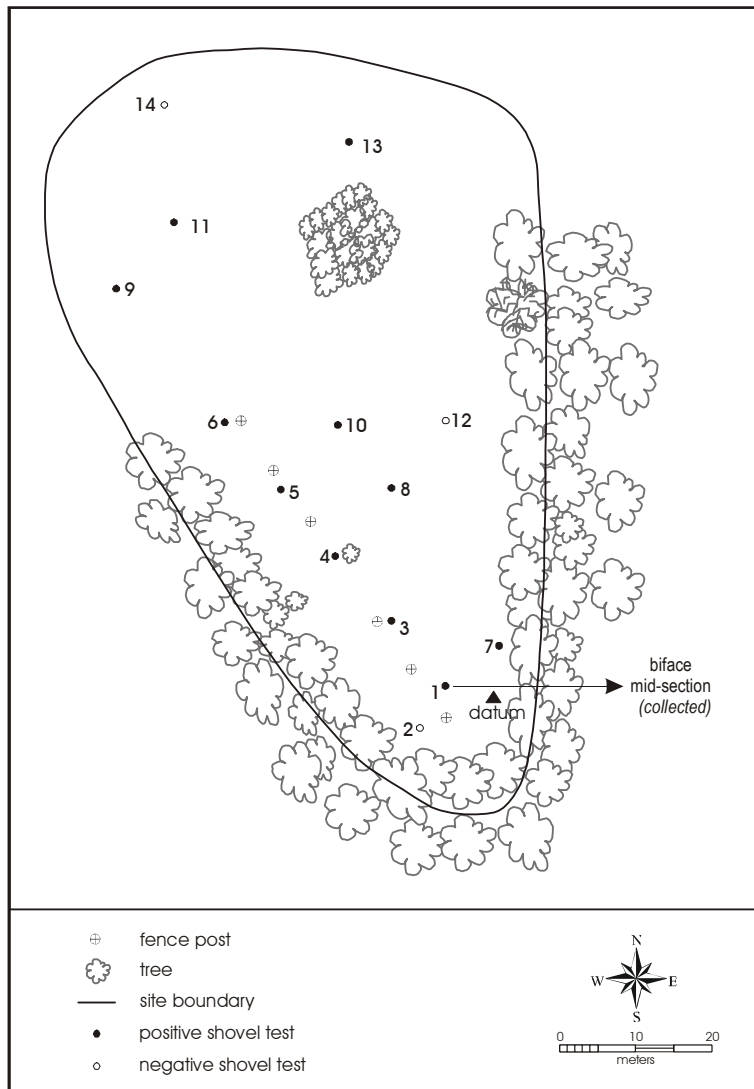 14
13
11
9
6
10
12
5
8
4
3
7
1
biface
mid-section
(collected)
datum
2
fence post
tree
site boundary
positive shovel test
negative shovel test
N
W E
S
0 10 20
meters